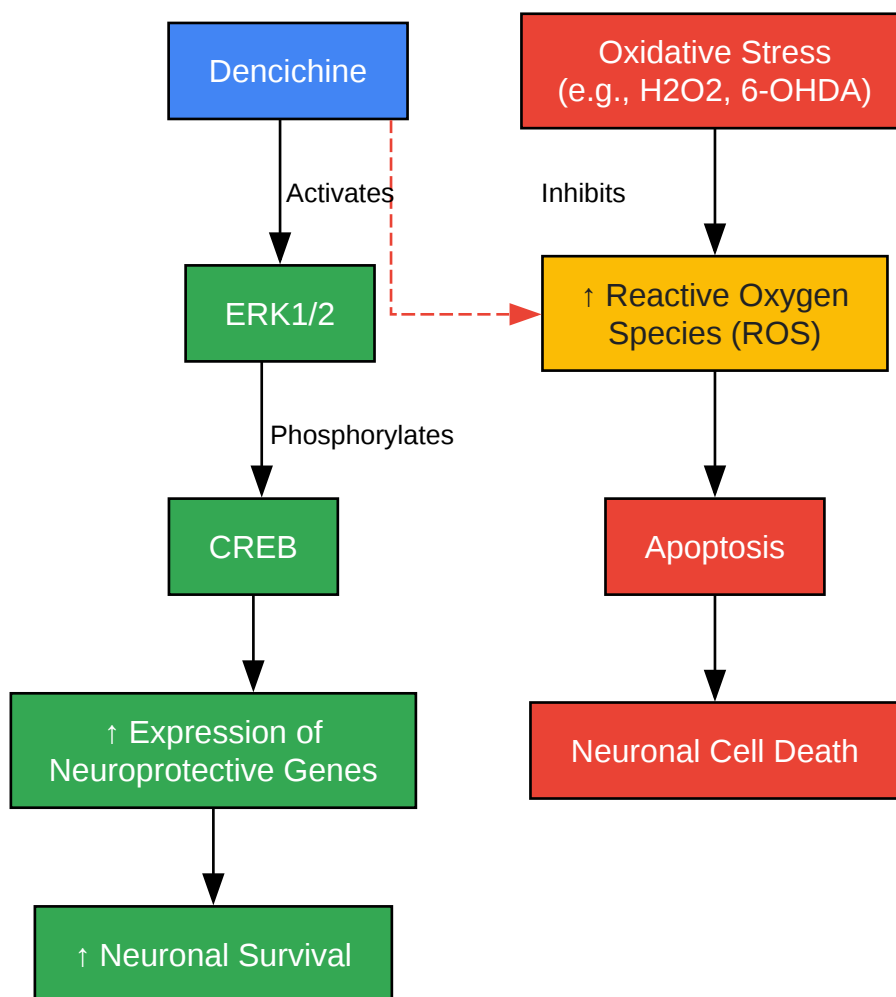 Dencichine
Oxidative Stress
(e.g., H2O2, 6-OHDA)
Activates
Inhibits
ERK1/2
↑ Reactive Oxygen
Species (ROS)
Phosphorylates
CREB
Apoptosis
↑ Expression of
Neuroprotective Genes
Neuronal Cell Death
↑ Neuronal Survival